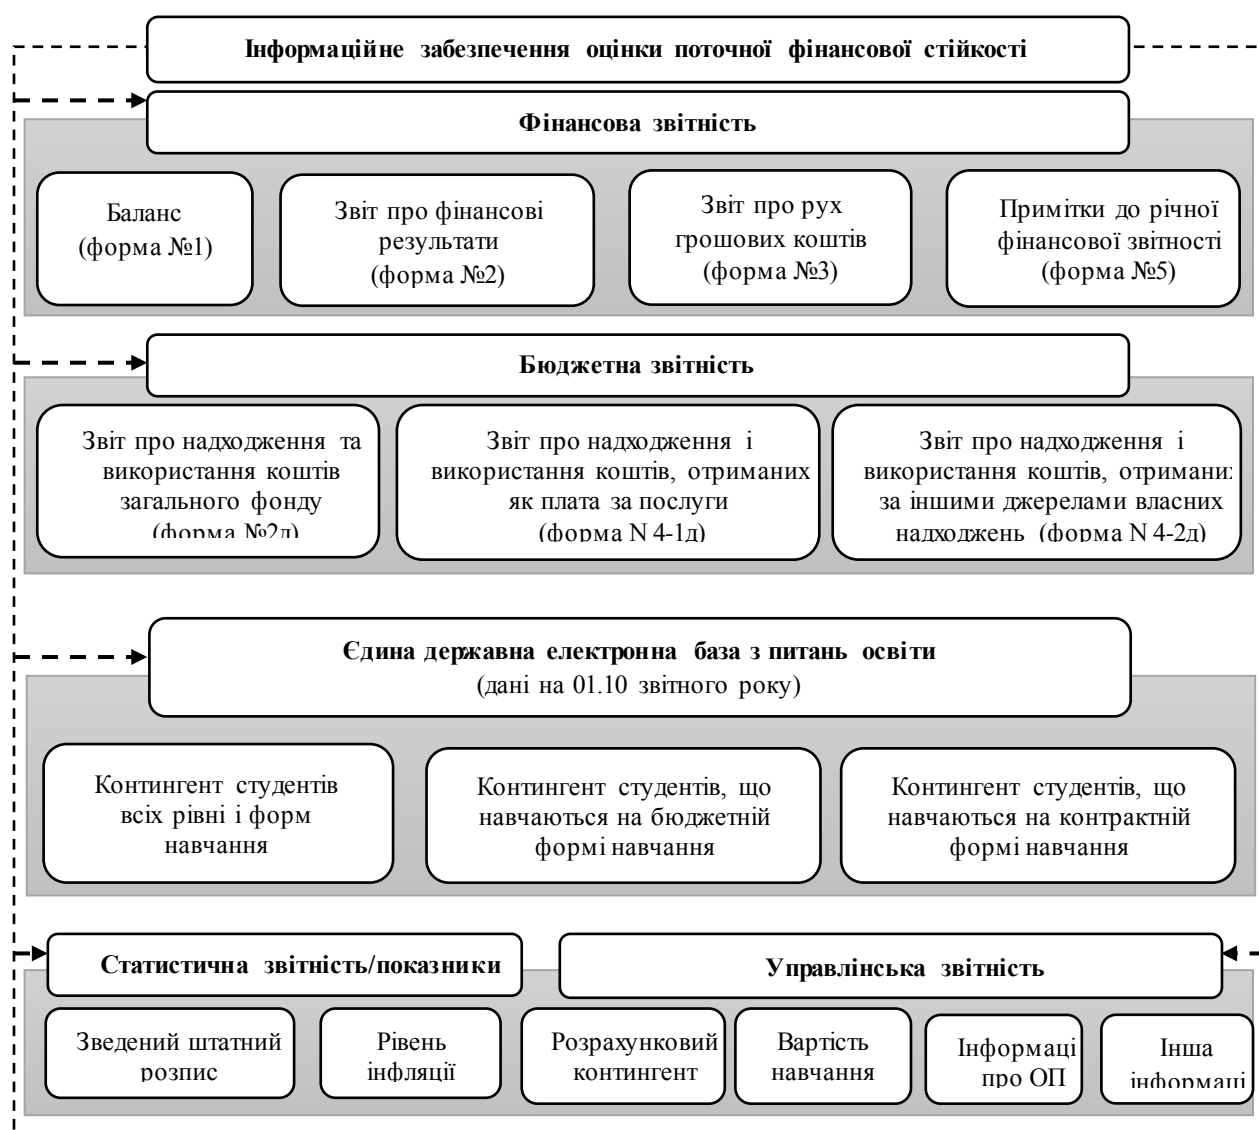 Інформаційне забезпечення оцінки поточної фінансової стійкості
Фінансова звітність
Баланс
(форма №1)
Звіт про фінансові
результати
(форма №2)
Звіт про рух
грошових коштів
(форма №3)
Примітки до річної
фінансової звітності
(форма №5)
Бюджетна звітність
Звіт про надходження та
використання коштів
загального фонду
(форма №2д)
Звіт про надходження і
використання коштів, отриманих
як плата за послуги
(форма N 4-1д)
Звіт про надходження і
використання коштів, отримани
за іншими джерелами власних
надходжень (форма N 4-2д)
Єдина державна електронна база з питань освіти
(дані на 01.10 звітного року)
Контингент студентів
всіх рівні і форм
навчання
Контингент студентів, що
навчаються на бюджетній
формі навчання
Контингент студентів, що
навчаються на контрактній
формі навчання
Статистична звітність/показники
Управлінська звітність
Зведений штатний
розпис
Рівень
інфляції
Розрахунковий
контингент
Вартість
навчання
Інформаці
про ОП
Інша
інформаці